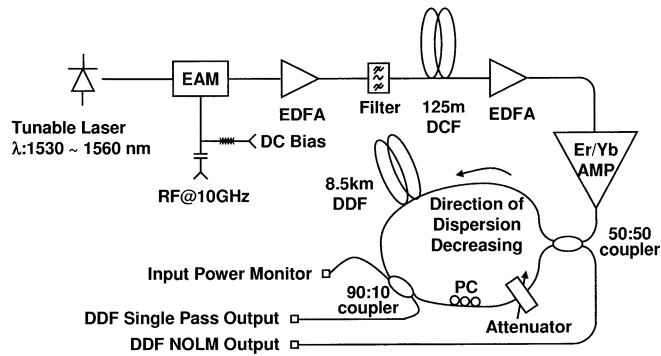 EAM
EDFA
Filter
125m
DCF
EDFA
Tunable Laser
λ:1530 ~ 1560 nm
DC Bias
RF@10GHz
Er/Yb
AMP
8.5km
DDF
Direction of
Dispersion
Decreasing
50:50
coupler
Input Power Monitor
90:10
coupler
PC
Attenuator
DDF Single Pass Output
DDF NOLM Output